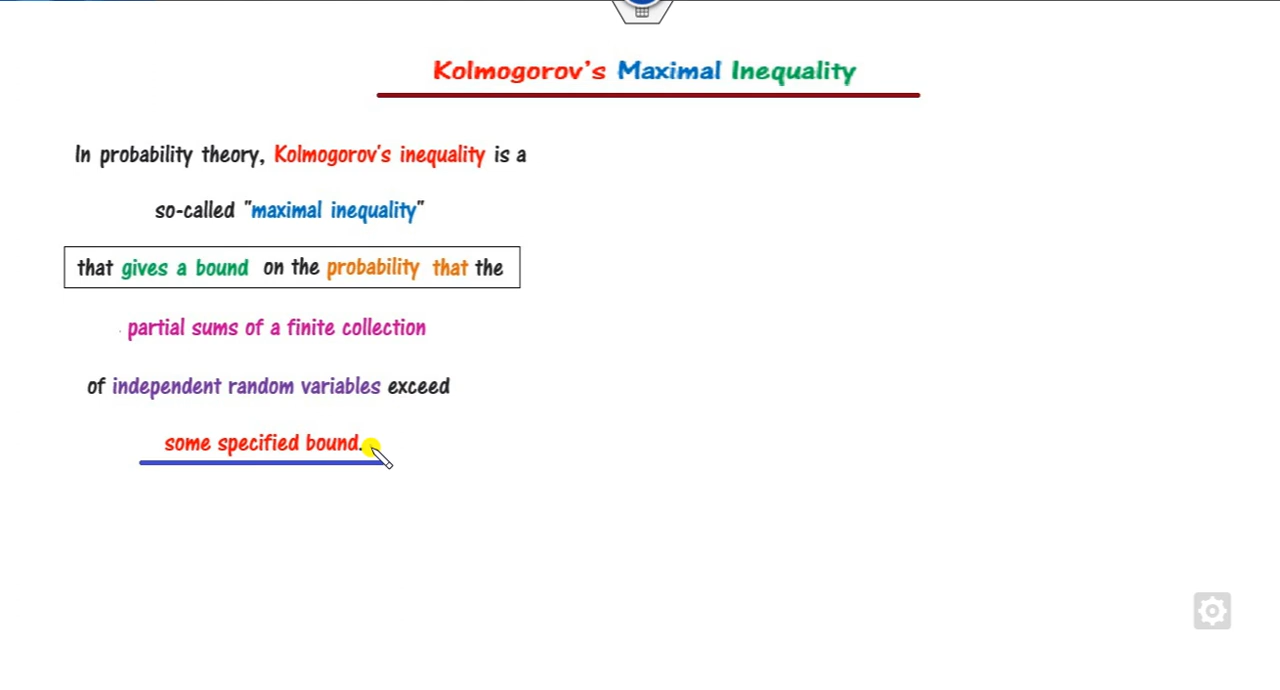 Kolmogorov's Maximal Inequality
In probability theory, Kolmogorov's inequality is a
so-called "maximal inequality"
that gives a bound on the probability that the
partial sums of a finite collection
of independent random variables exceed
some specified bound.